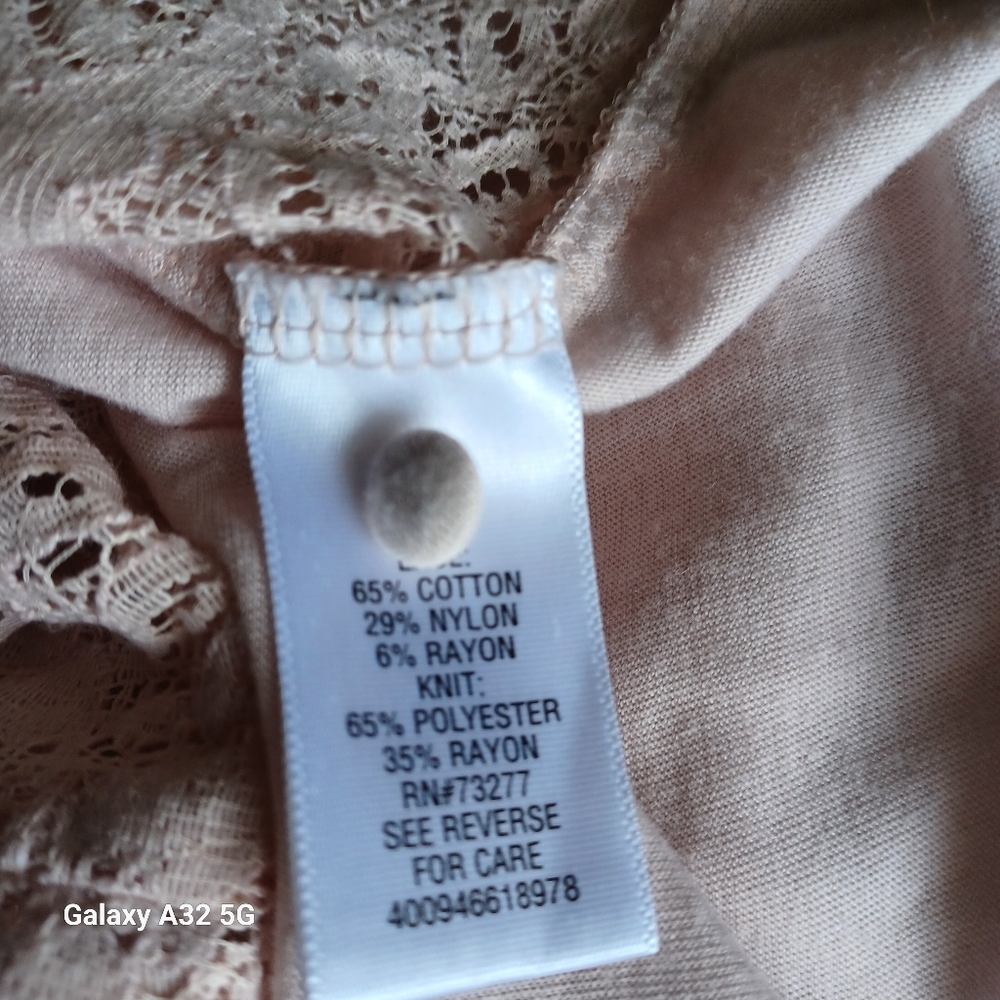 65% COTTON
29% NYLON
6% RAYON
KNIT:
65% POLYESTER
35% RAYON
RN#73277
SEE REVERSE
FOR CARE
400946618978
Galaxy A32 5G